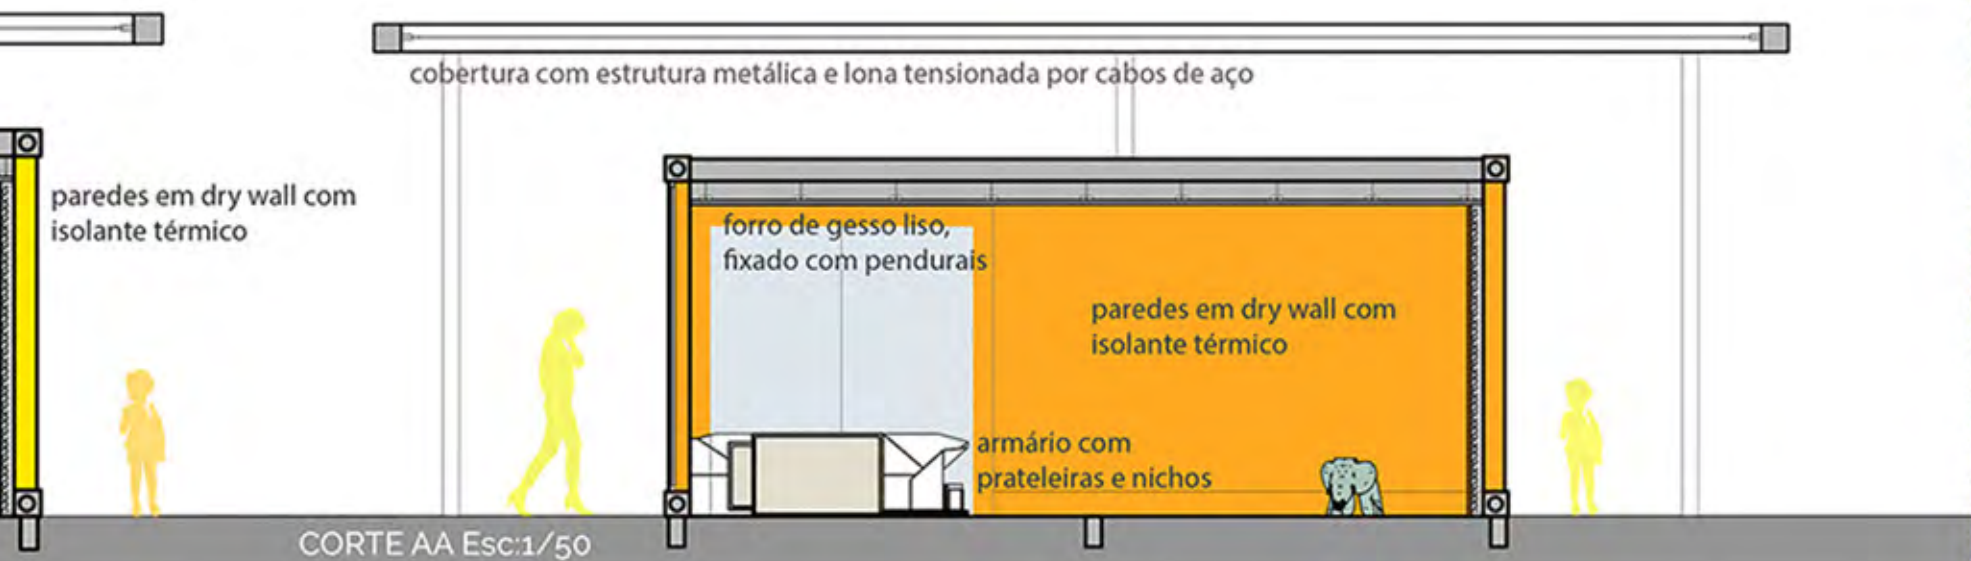 cobertura com estrutura metálica e lona tensionada por cabos de aço
paredes em dry wall com
isolante térmico
forro de gesso liso,
fixado com pendurais
paredes em dry wall com
isolante térmico
armário com
prateleiras e nichos
CORTE AA Esc:1/50